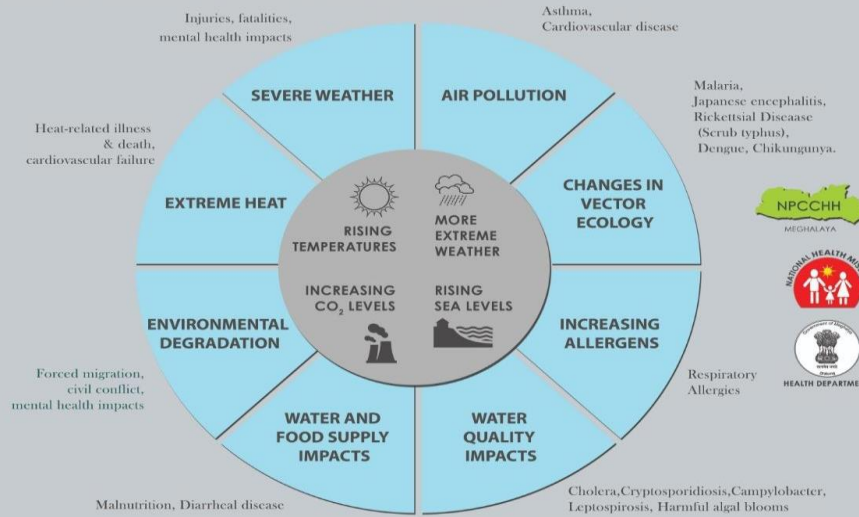 Injuries, fatalities,
mental health impacts
Asthma,
Cardiovascular disease
SEVERE WEATHER
AIR POLLUTION
Malaria,
Japanese encephalitis,
Rickettsial Diseaase
(Scrub typhus),
Dengue, Chikungunya.
Heat-related illness
& death,
cardiovascular failure
EXTREME HEAT
CHANGES IN
VECTOR
ECOLOGY
RISING
TEMPERATURES
MORE
EXTREME
WEATHER
INCREASING
CO₂ LEVELS
RISING
SEA LEVELS
NPCCHH
MEGHALAYA
NATIONAL HEALTH
ENVIRONMENTAL
DEGRADATION
INCREASING
ALLERGENS
Forced migration,
civil conflict,
mental health impacts
Respiratory
Allergies
HEALTH
WATER AND
FOOD SUPPLY
IMPACTS
WATER
QUALITY
IMPACTS
Malnutrition, Diarrheal disease
Cholera,Cryptosporidiosis,Campylobacter,
Leptospirosis, Harmful algal blooms